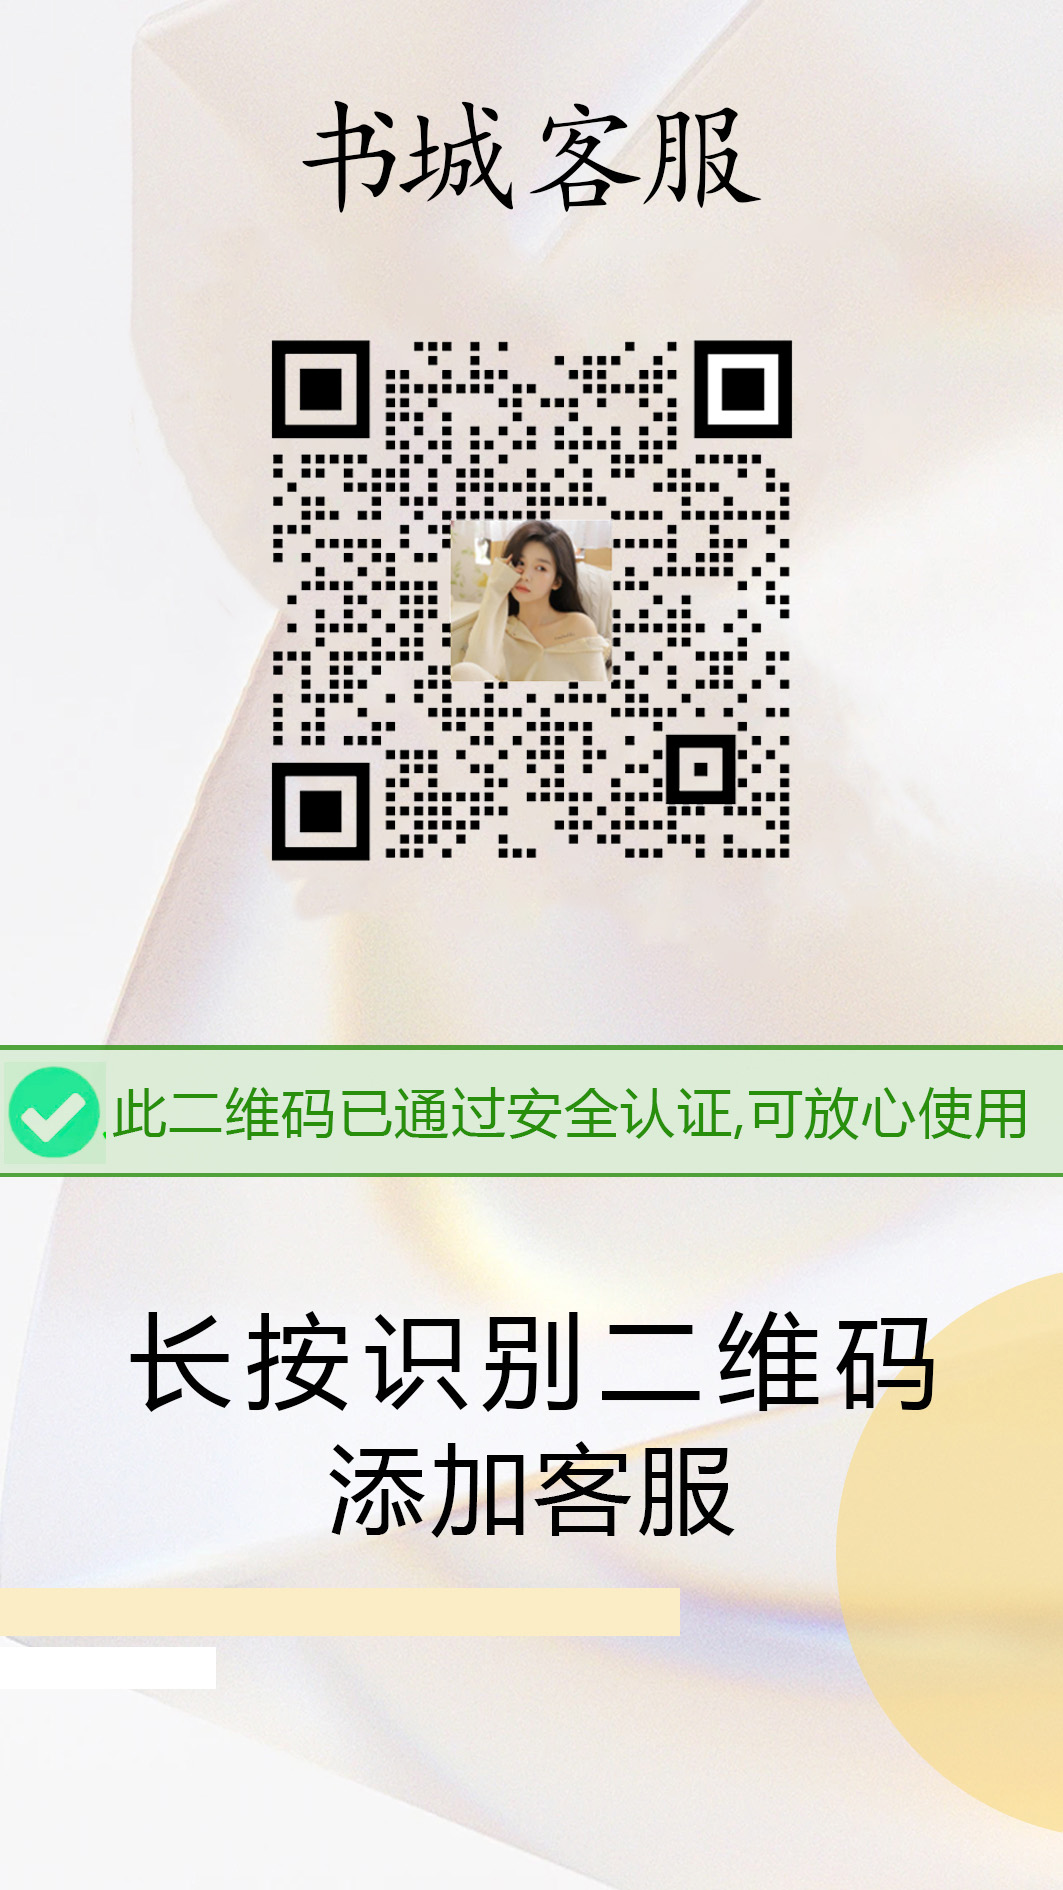 书城客服
此二维码已通过安全认证,可放心使用
长按识别二维码
添加客服